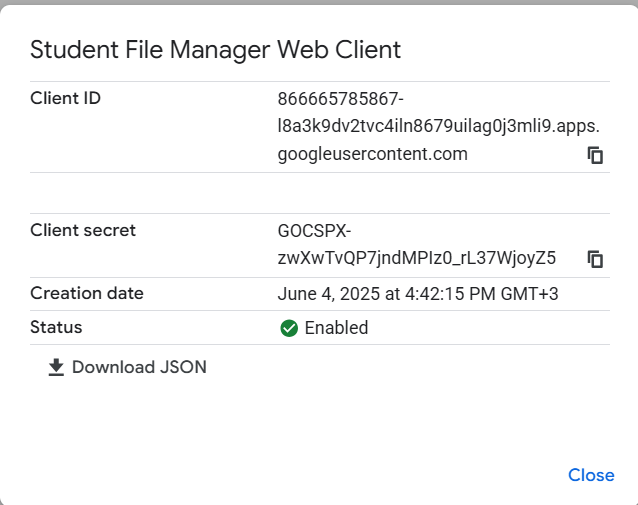 Student File Manager Web Client
Client ID
866665785867-
l8a3k9dv2tvc4iln8679uilag0j3mli9.apps.
googleusercontent.com
Client secret
GOCSPX-
zwXwTvQP7jndMPIz0_rL37WjoyZ5
Creation date
June 4, 2025 at 4:42:15 PM GMT+3
Status
Enabled
Download JSON
Close